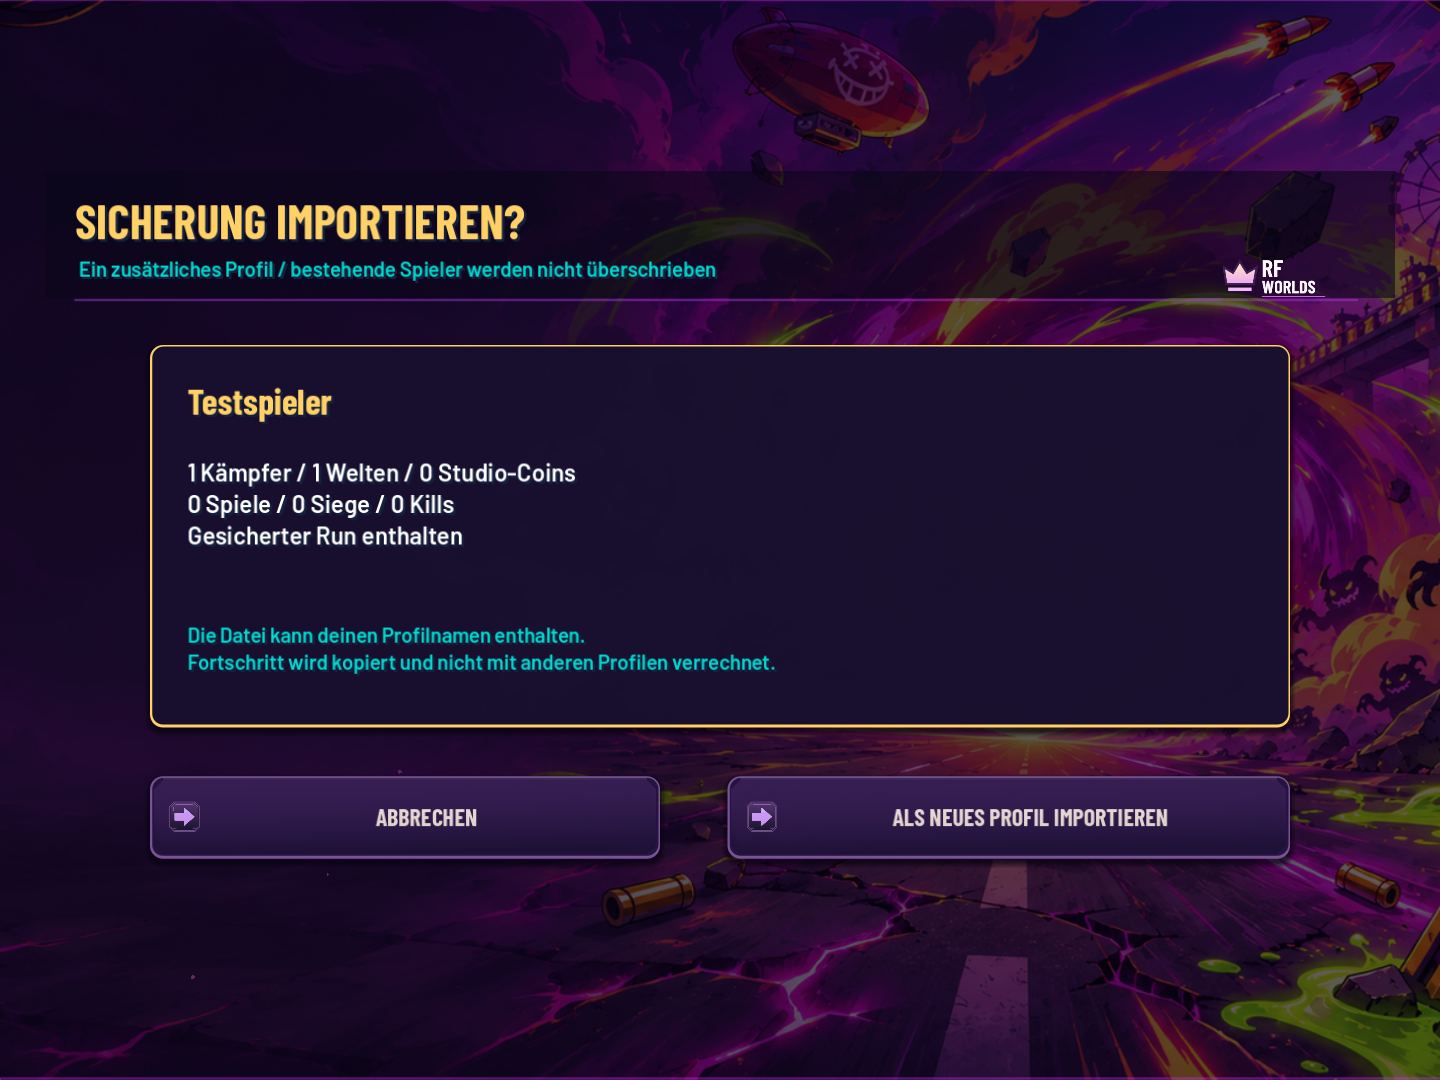 SICHERUNG IMPORTIEREN?
Ein zusätzliches Profil / bestehende Spieler werden nicht überschrieben
RF
WORLDS
Testspieler
1 Kämpfer / 1 Welten / 0 Studio-Coins
0 Spiele / 0 Siege / 0 Kills
Gesicherter Run enthalten
Die Datei kann deinen Profilnamen enthalten.
Fortschritt wird kopiert und nicht mit anderen Profilen verrechnet.
ABBRECHEN
ALS NEUES PROFIL IMPORTIEREN